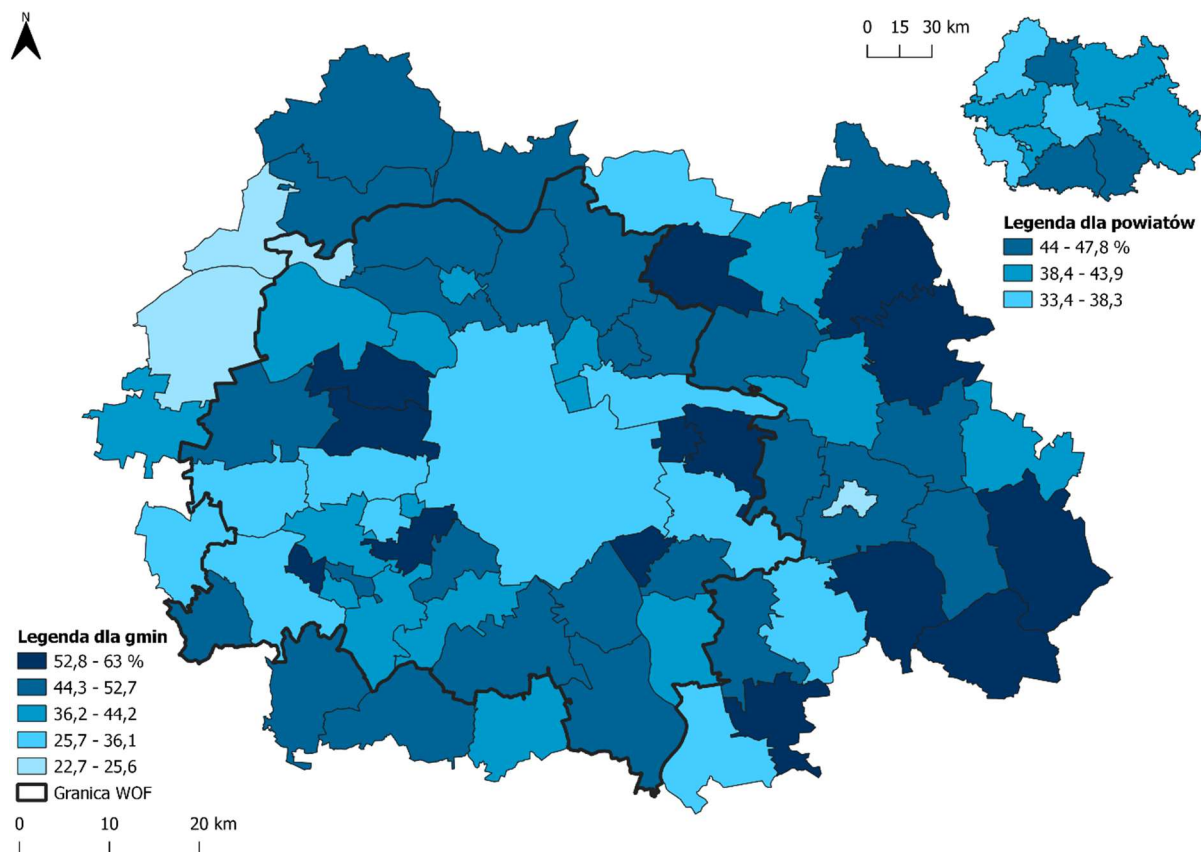 N
0 15 30 km
Legenda dla powiatów
44 - 47,8 %
38,4 - 43,9
33,4 - 38,3
Legenda dla gmin
52,8 - 63 %
44,3 - 52,7
36,2 - 44,2
25,7 - 36,1
22,7 - 25,6
Granica WOF
0 10 20 km